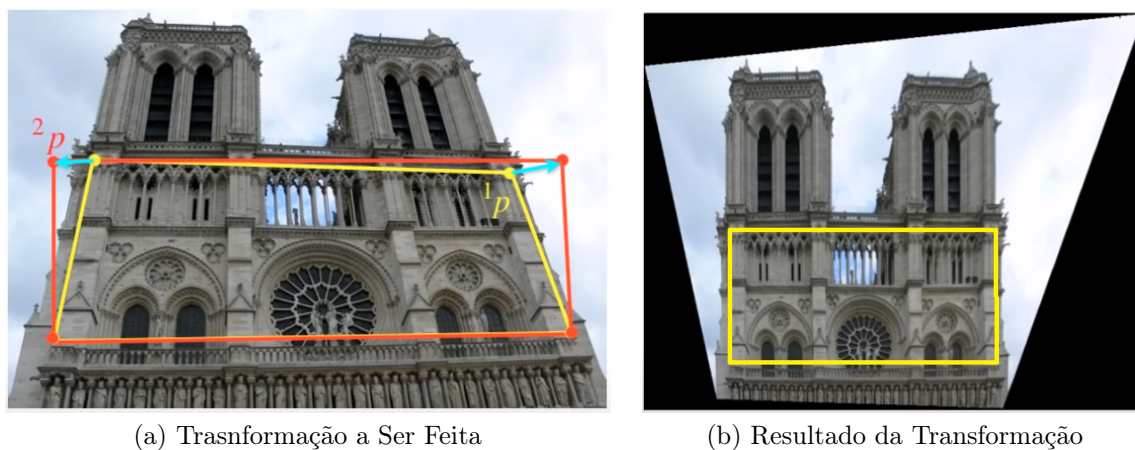 ²p
¹p
(a) Trasnformação a Ser Feita
(b) Resultado da Transformação